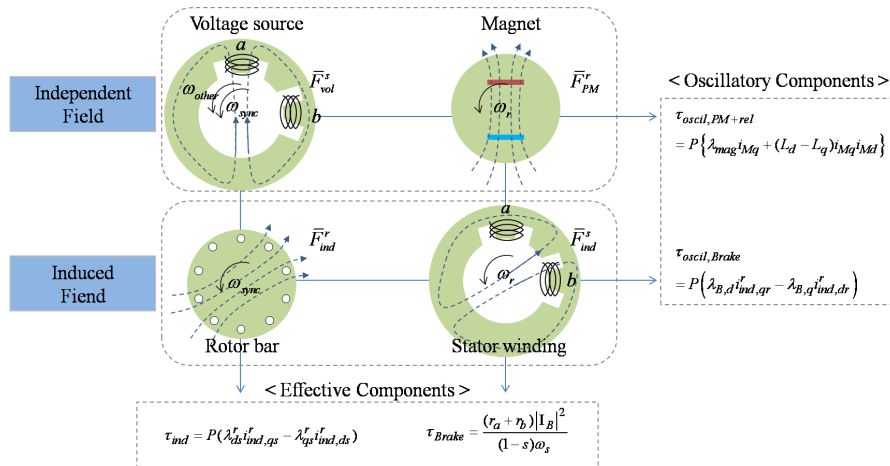 Voltage source
Magnet
a
b
ω_other
ω_sync
F̅^s_vol
ω_r
F̅^r_PM
Independent
Field
< Oscillatory Components >
τ_oscil,PM+rel
= P{λ_mag i_Mq + (L_d − L_q) i_Mq i_Md}
τ_oscil,Brake
= P(λ_B,d i^r_ind,qr − λ_B,q i^r_ind,dr)
Induced
Fiend
F̅^r_ind
ω_sync
Rotor bar
a
b
F̅^s_ind
ω_r
Stator winding
< Effective Components >
τ_ind = P(λ^r_ds i^r_ind,qs − λ^r_qs i^r_ind,ds)
τ_Brake = (r_a + r_b)|I_B|^2 / (1−s)ω_s